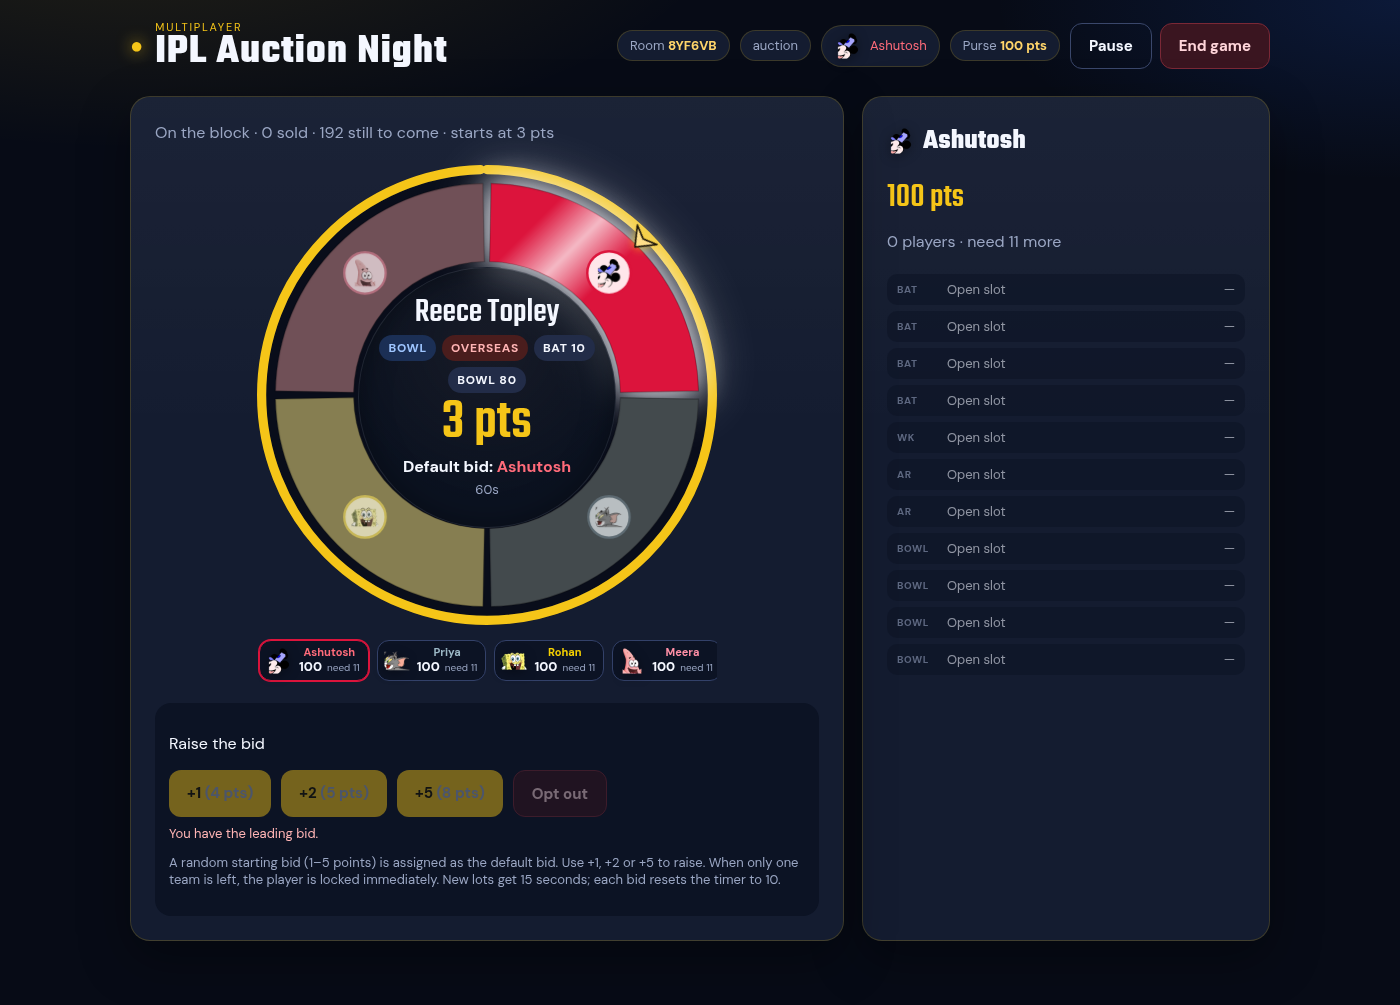 MULTIPLAYER
IPL Auction Night
Room 8YF6VB
auction
Ashutosh
Purse 100 pts
Pause
End game
On the block · 0 sold · 192 still to come · starts at 3 pts
Reece Topley
BOWL OVERSEAS BAT 10
BOWL 80
3 pts
Default bid: Ashutosh
60s
Ashutosh
100 need 11
Priya
100 need 11
Rohan
100 need 11
Meera
100 need 11
Raise the bid
+1 (4 pts)
+2 (5 pts)
+5 (8 pts)
Opt out
You have the leading bid.
A random starting bid (1–5 points) is assigned as the default bid. Use +1, +2 or +5 to raise. When only one
team is left, the player is locked immediately. New lots get 15 seconds; each bid resets the timer to 10.
Ashutosh
100 pts
0 players · need 11 more
BAT Open slot —
BAT Open slot —
BAT Open slot —
BAT Open slot —
WK Open slot —
AR Open slot —
AR Open slot —
BOWL Open slot —
BOWL Open slot —
BOWL Open slot —
BOWL Open slot —